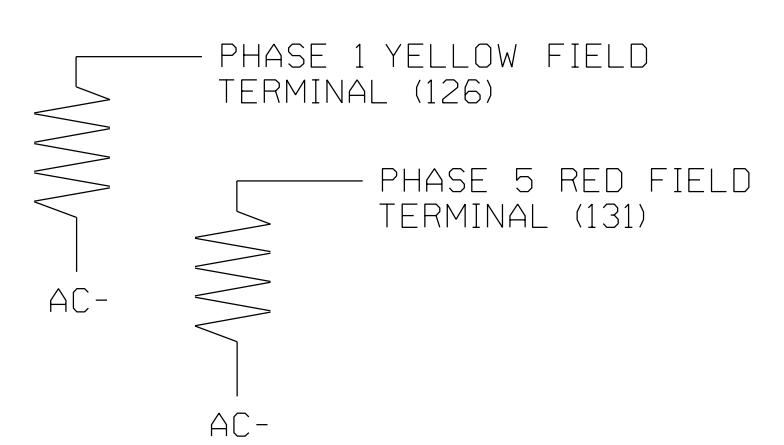 PHASE 1 YELLOW FIELD
TERMINAL (126)
AC-
PHASE 5 RED FIELD
TERMINAL (131)
AC-